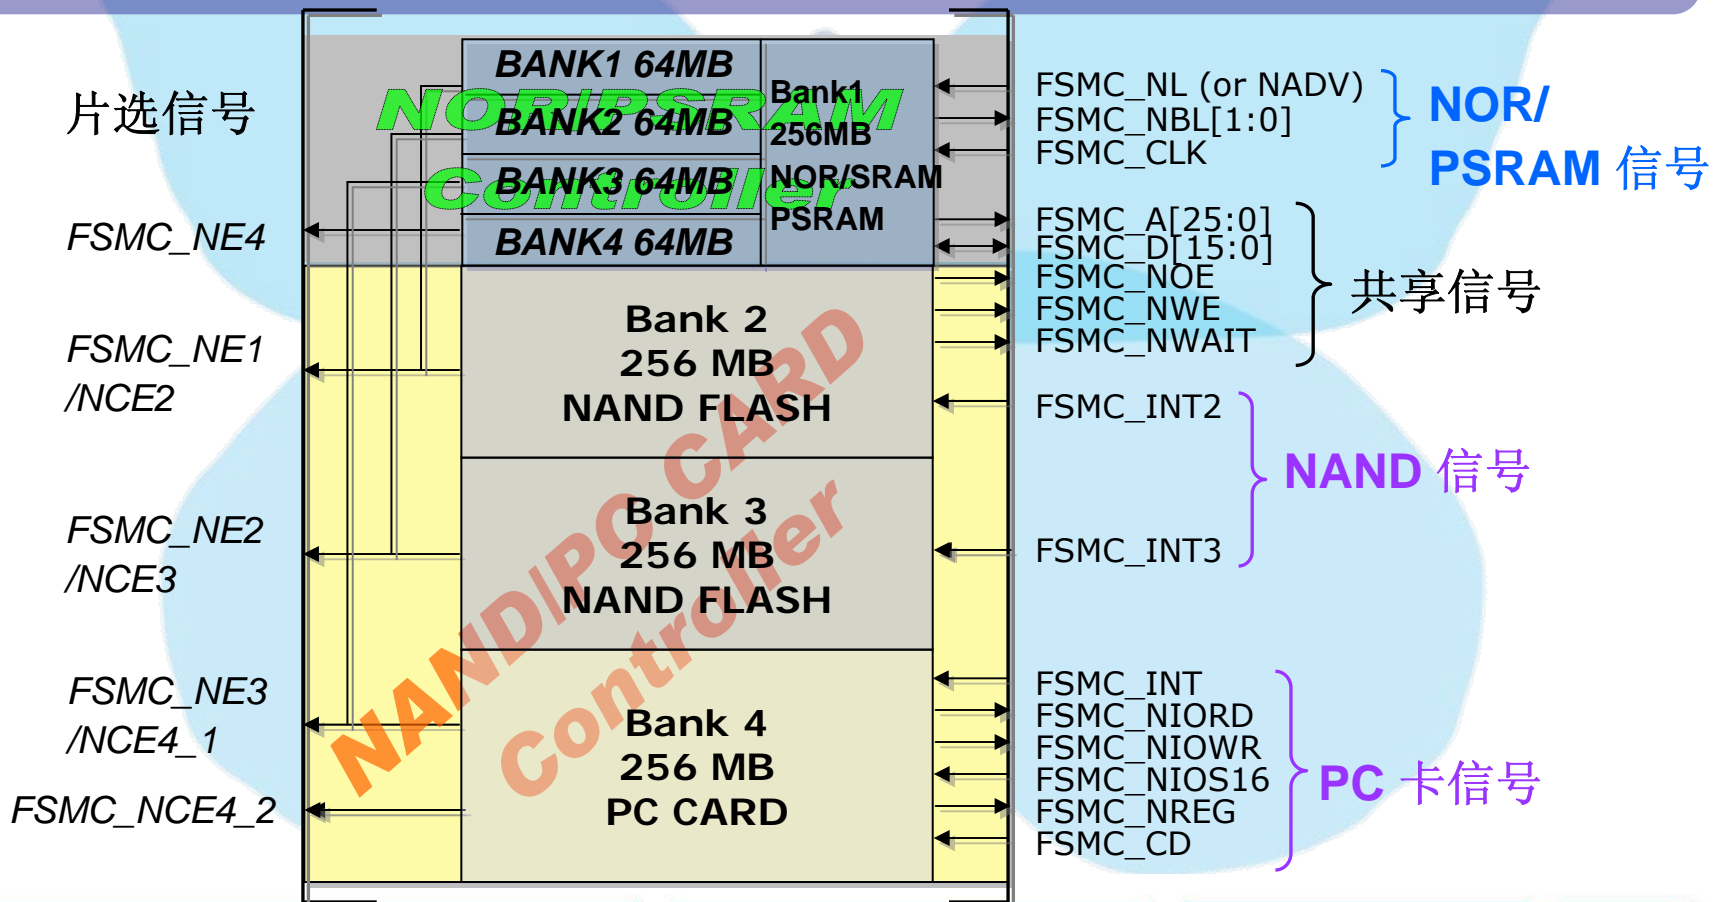 片选信号
FSMC_NE4
FSMC_NE1
/NCE2
FSMC_NE2
/NCE3
FSMC_NE3
/NCE4_1
FSMC_NCE4_2
NOR/PSRAM
Controller
BANK1 64MB
BANK2 64MB
BANK3 64MB
BANK4 64MB
Bank1
256MB
NOR/SRAM
PSRAM
NAND/PC CARD
Controller
Bank 2
256 MB
NAND FLASH
Bank 3
256 MB
NAND FLASH
Bank 4
256 MB
PC CARD
FSMC_NL (or NADV)
FSMC_NBL[1:0]
FSMC_CLK
NOR/
PSRAM 信号
FSMC_A[25:0]
FSMC_D[15:0]
FSMC_NOE
FSMC_NWE
FSMC_NWAIT
共享信号
FSMC_INT2
FSMC_INT3
NAND 信号
FSMC_INT
FSMC_NIORD
FSMC_NIOWR
FSMC_NIOS16
FSMC_NREG
FSMC_CD
PC 卡信号